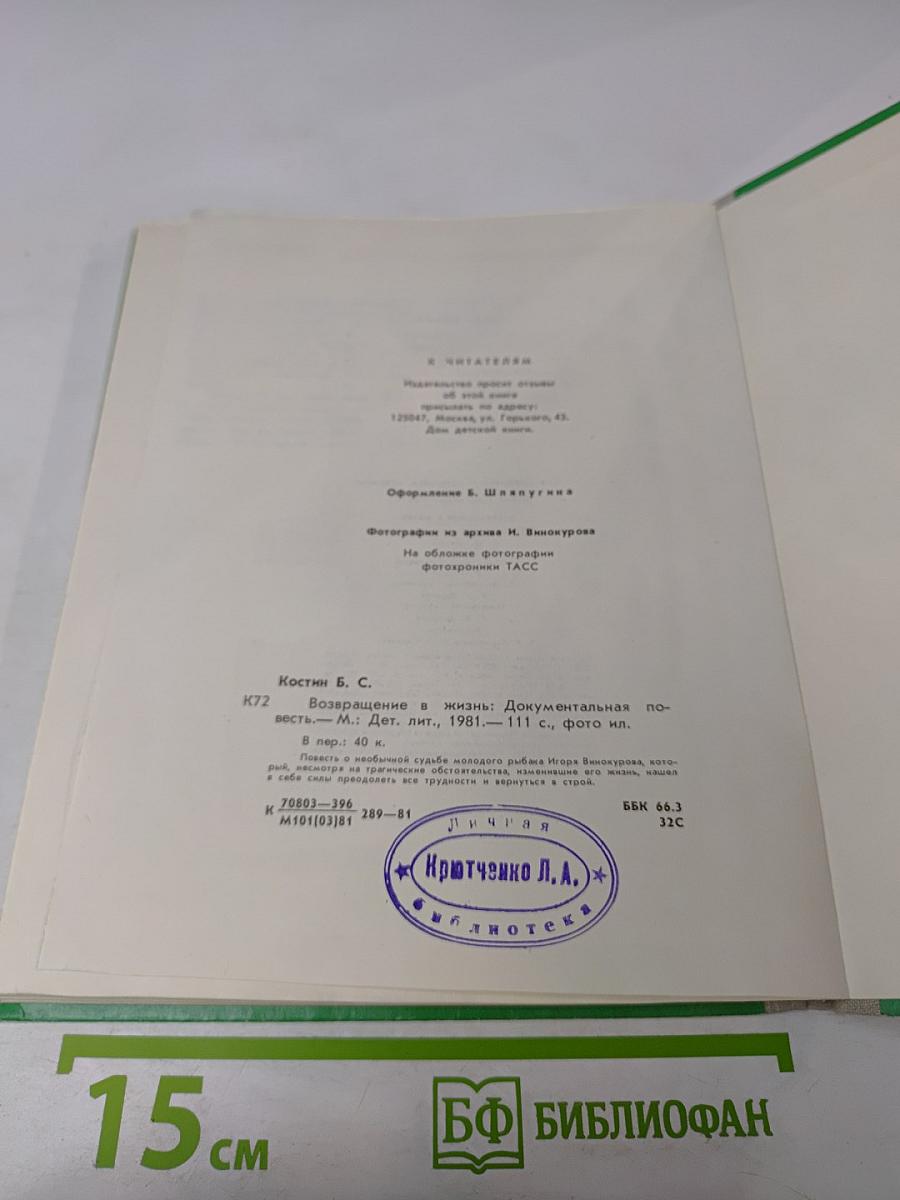 К ЧИТАТЕЛЯМ
Издательство просит отзывы
об этой книге
присылать по адресу:
125047, Москва, ул. Горького, 43.
Дом детской книги.
Оформление Б. Шляпугина
Фотографии из архива И. Винокурова
На обложке фотографии
фотохроники ТАСС
Костин Б. С.
К72 Возвращение в жизнь: Документальная по-
весть.— М.: Дет. лит., 1981.— 111 с., фото ил.
В пер.: 40 к.
Повесть о необычной судьбе молодого рыбака Игоря Винокурова, кото-
рый, несмотря на трагические обстоятельства, изменившие его жизнь, нашел
в себе силы преодолеть все трудности и вернуться в строй.
К 70803—396 289—81
М101(03)81
ББК 66.3
32С
Личная
Крютченко Л.А.
библиотека
15 см
БФ БИБЛИОФАН